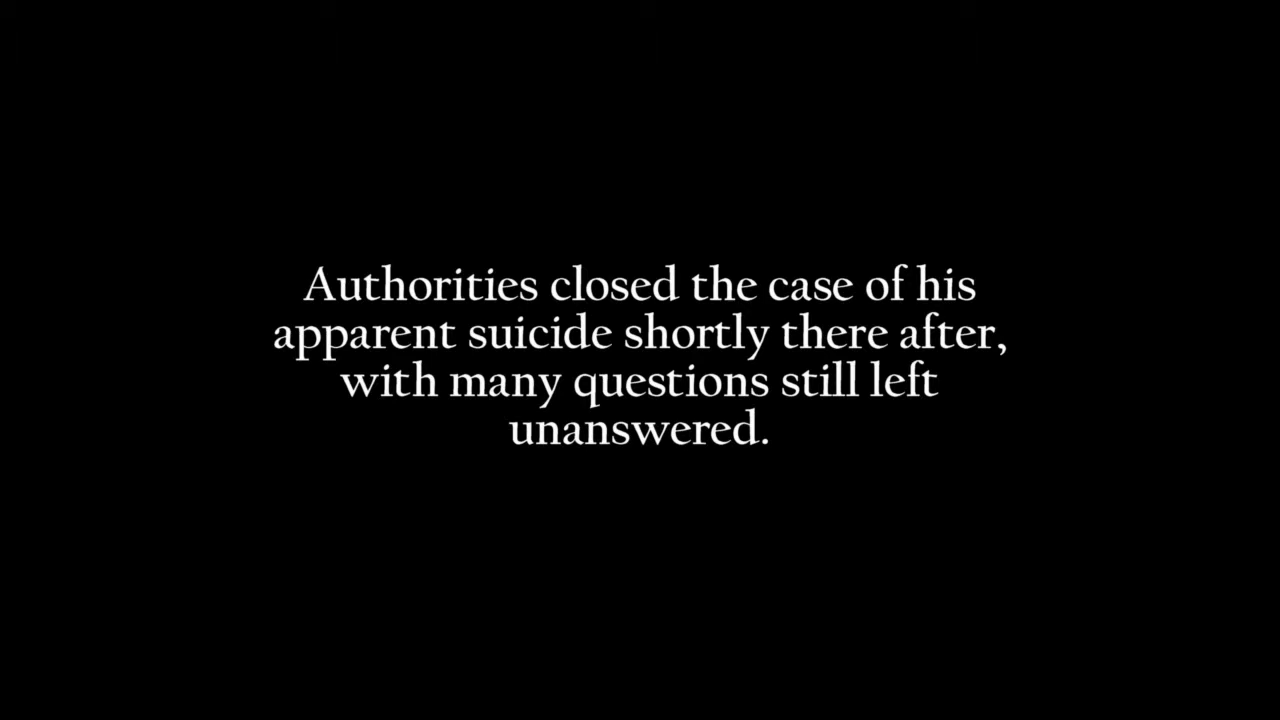 Authorities closed the case of his
apparent suicide shortly there after,
with many questions still left
unanswered.